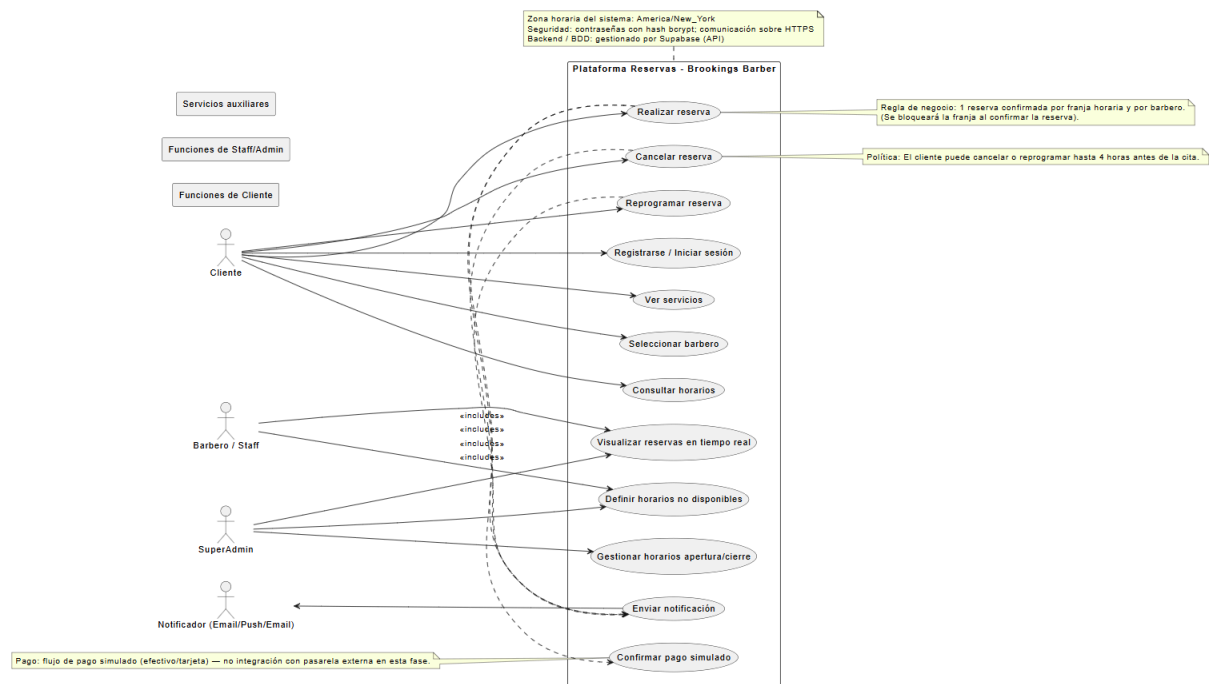 Zona horaria del sistema: America/New_York
Seguridad: contraseñas con hash bcrypt; comunicación sobre HTTPS
Backend / BDD: gestionado por Supabase (API)
Plataforma Reservas - Brookings Barber
Servicios auxiliares
Realizar reserva
Regla de negocio: 1 reserva confirmada por franja horaria y por barbero.
(Se bloqueará la franja al confirmar la reserva).
Funciones de Staff/Admin
Cancelar reserva
Política: El cliente puede cancelar o reprogramar hasta 4 horas antes de la cita.
Funciones de Cliente
Reprogramar reserva
Registrarse / Iniciar sesión
Cliente
Ver servicios
Seleccionar barbero
Consultar horarios
«includes»
«includes»
«includes»
«includes»
Barbero / Staff
Visualizar reservas en tiempo real
Definir horarios no disponibles
SuperAdmin
Gestionar horarios apertura/cierre
Enviar notificación
Notificador (Email/Push/Email)
Confirmar pago simulado
Pago: flujo de pago simulado (efectivo/tarjeta) — no integración con pasarela externa en esta fase.